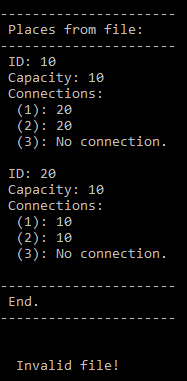 -----------------------
Places from file:
-----------------------
ID: 10
Capacity: 10
Connections:
(1): 20
(2): 20
(3): No connection.
ID: 20
Capacity: 10
Connections:
(1): 10
(2): 10
(3): No connection.
-----------------------
End.
-----------------------
Invalid file!